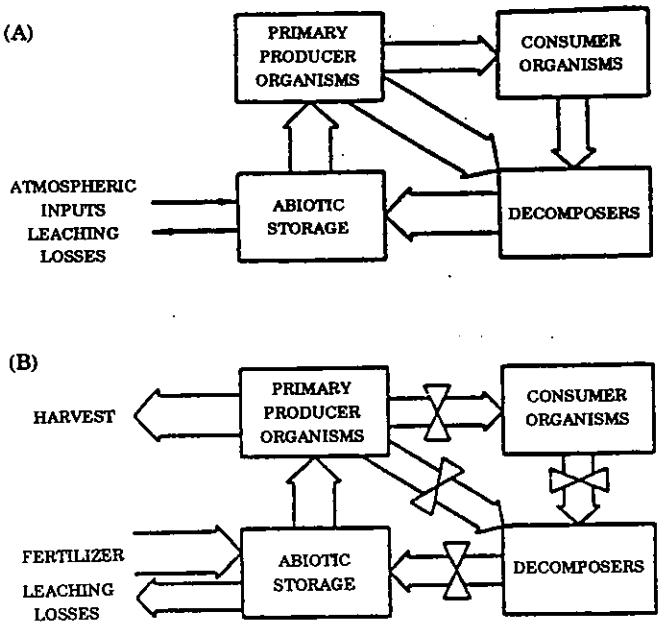 (A)
PRIMARY
PRODUCER
ORGANISMS
CONSUMER
ORGANISMS
ATMOSPHERIC
INPUTS
LEACHING
LOSSES
ABIOTIC
STORAGE
DECOMPOSERS
(B)
HARVEST
PRIMARY
PRODUCER
ORGANISMS
CONSUMER
ORGANISMS
FERTILIZER
LEACHING
LOSSES
ABIOTIC
STORAGE
DECOMPOSERS